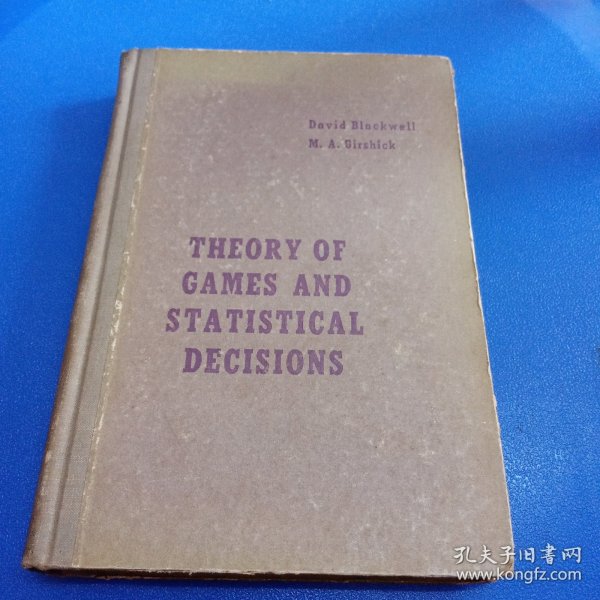 David Blackwell
M. A. Girshick
THEORY OF
GAMES AND
STATISTICAL
DECISIONS
孔夫子旧书网
www.kongfz.com